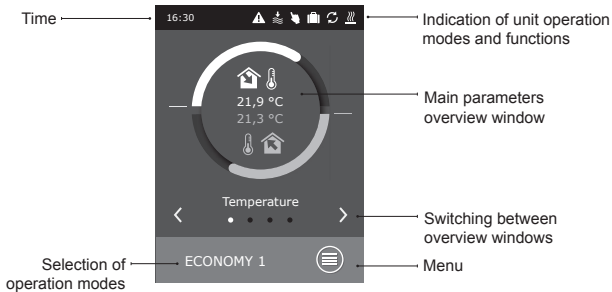 Time
16:30
Indication of unit operation
modes and functions
21,9 °C
21,3 °C
Main parameters
overview window
Temperature
Switching between
overview windows
Selection of
operation modes
ECONOMY 1
Menu